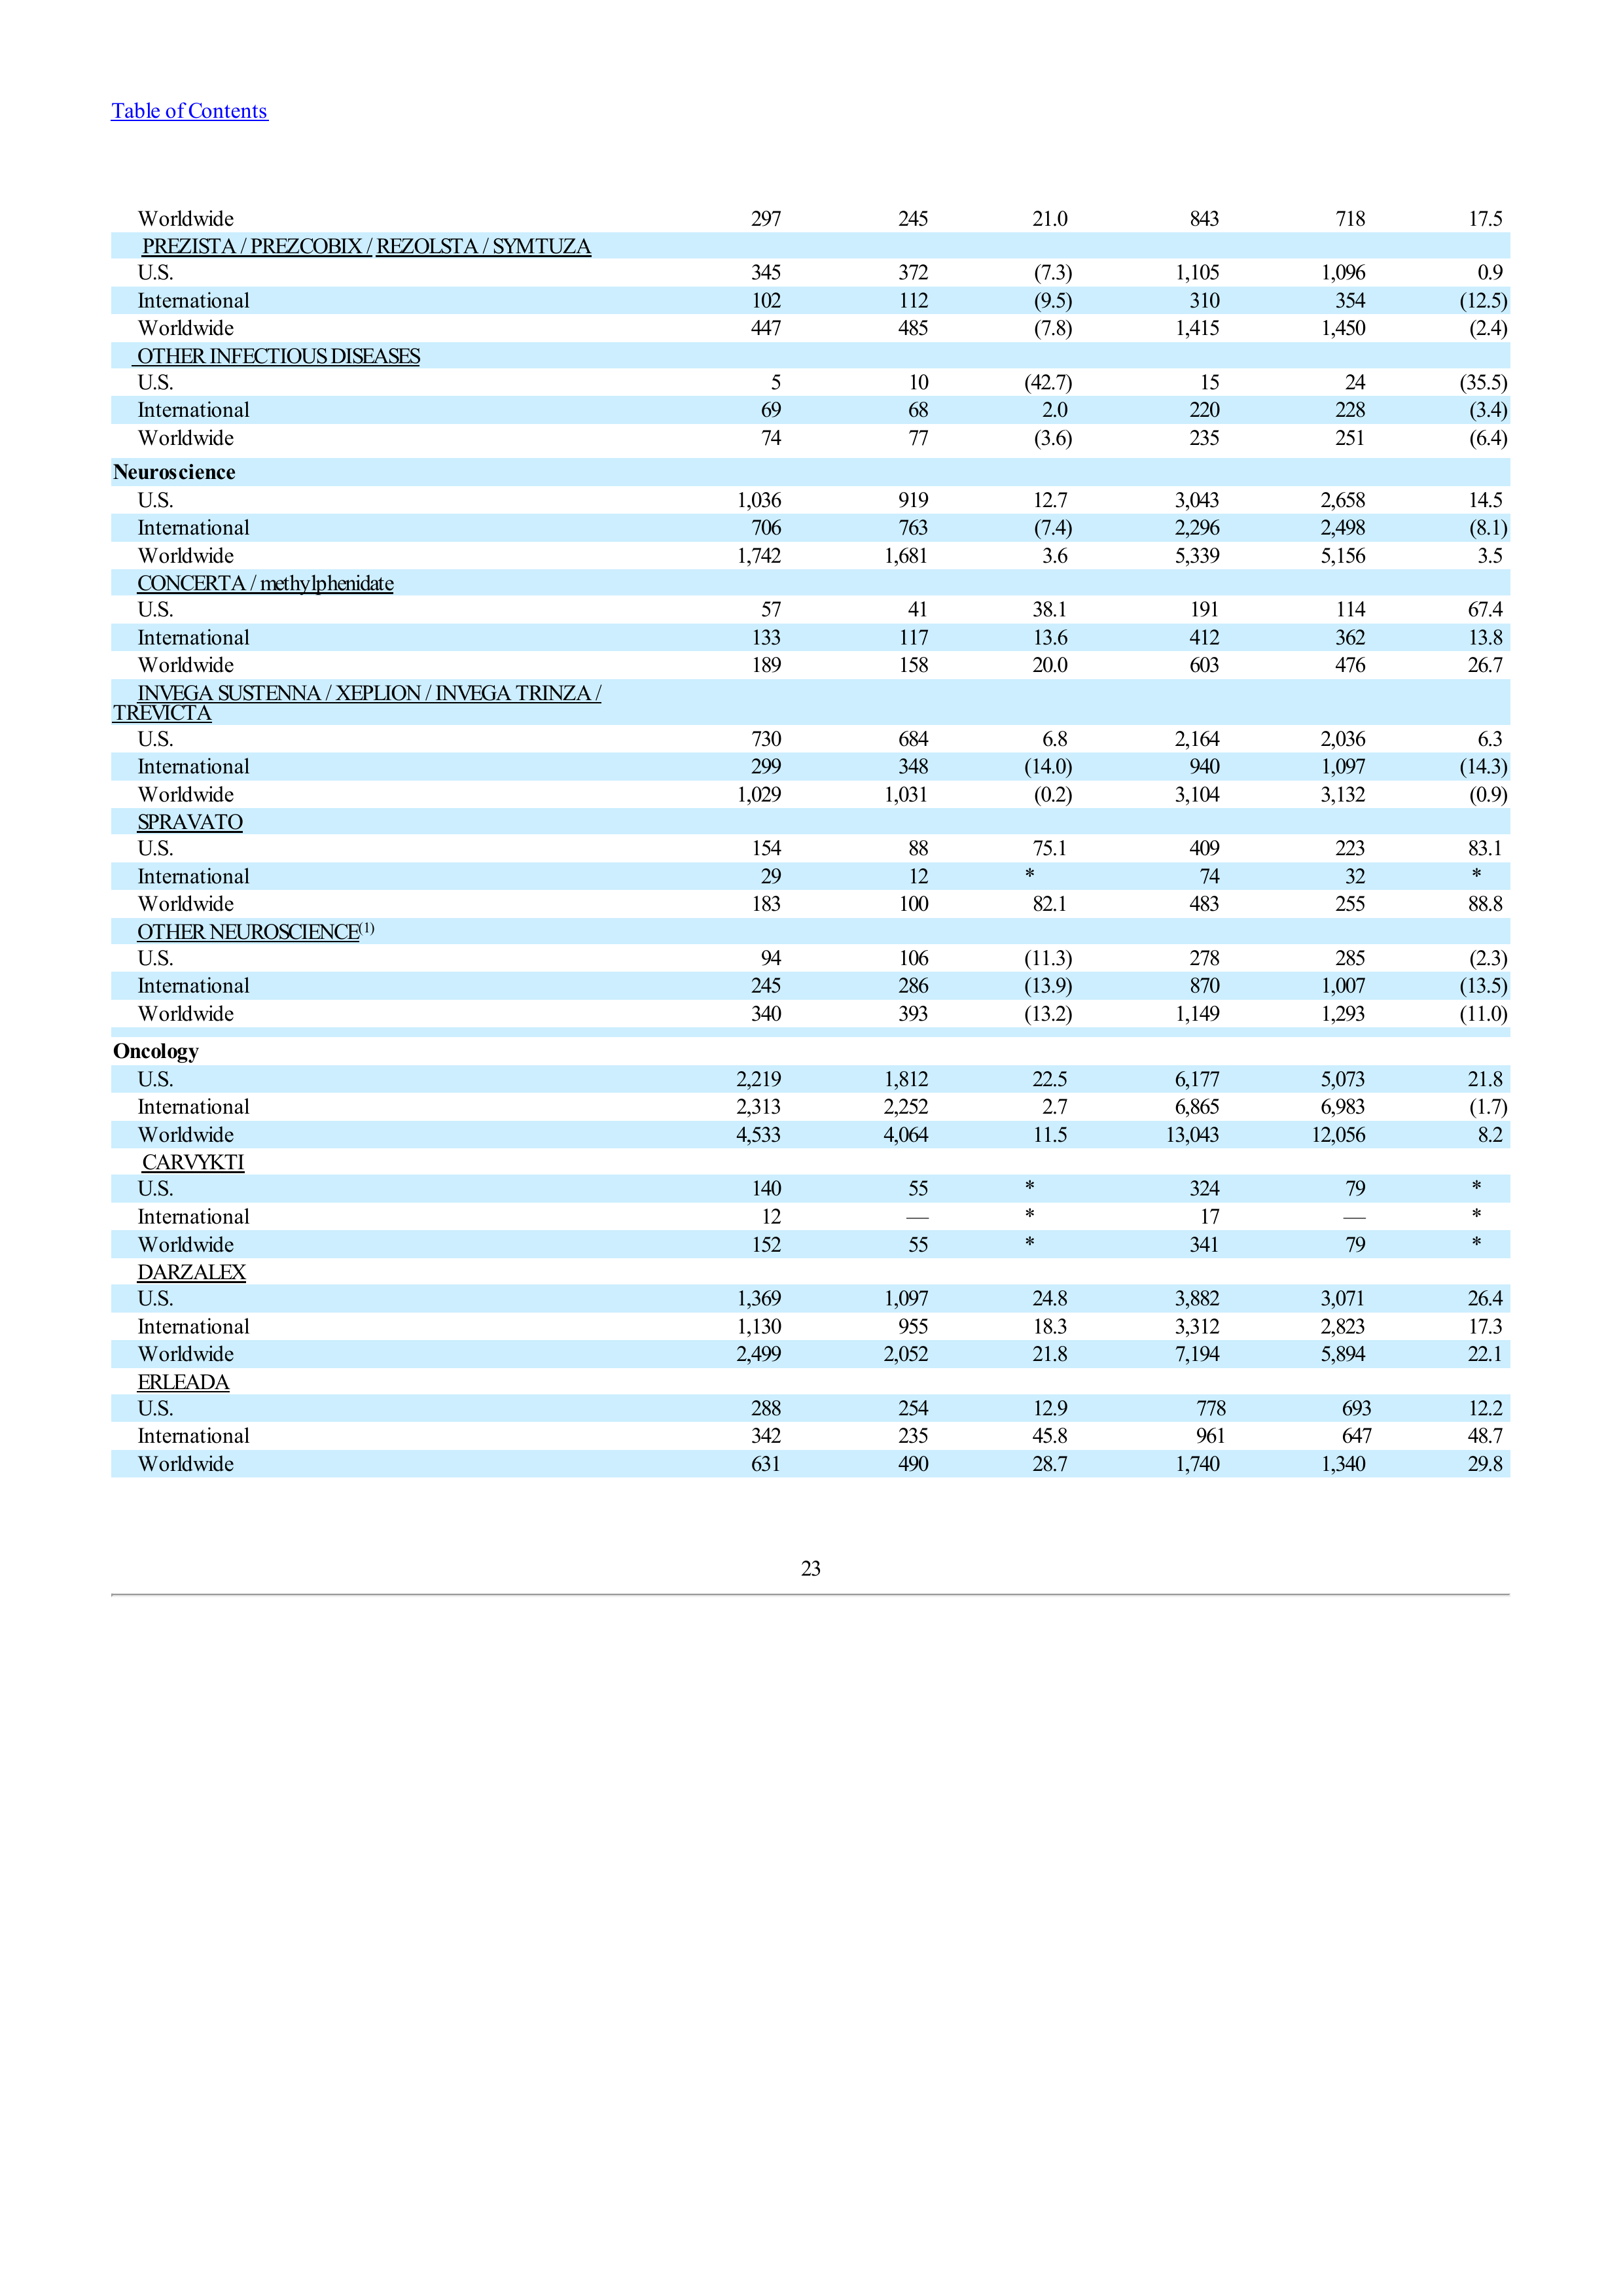 Table of Contents
Worldwide 297 245 21.0 843 718 17.5
PREZISTA / PREZCOBIX / REZOLSTA / SYMTUZA
U.S. 345 372 (7.3) 1,105 1,096 0.9
International 102 112 (9.5) 310 354 (12.5)
Worldwide 447 485 (7.8) 1,415 1,450 (2.4)
OTHER INFECTIOUS DISEASES
U.S. 5 10 (42.7) 15 24 (35.5)
International 69 68 2.0 220 228 (3.4)
Worldwide 74 77 (3.6) 235 251 (6.4)
Neuroscience
U.S. 1,036 919 12.7 3,043 2,658 14.5
International 706 763 (7.4) 2,296 2,498 (8.1)
Worldwide 1,742 1,681 3.6 5,339 5,156 3.5
CONCERTA / methylphenidate
U.S. 57 41 38.1 191 114 67.4
International 133 117 13.6 412 362 13.8
Worldwide 189 158 20.0 603 476 26.7
INVEGA SUSTENNA / XEPLION / INVEGA TRINZA /
TREVICTA
U.S. 730 684 6.8 2,164 2,036 6.3
International 299 348 (14.0) 940 1,097 (14.3)
Worldwide 1,029 1,031 (0.2) 3,104 3,132 (0.9)
SPRAVATO
U.S. 154 88 75.1 409 223 83.1
International 29 12 * 74 32 *
Worldwide 183 100 82.1 483 255 88.8
OTHER NEUROSCIENCE(1)
U.S. 94 106 (11.3) 278 285 (2.3)
International 245 286 (13.9) 870 1,007 (13.5)
Worldwide 340 393 (13.2) 1,149 1,293 (11.0)
Oncology
U.S. 2,219 1,812 22.5 6,177 5,073 21.8
International 2,313 2,252 2.7 6,865 6,983 (1.7)
Worldwide 4,533 4,064 11.5 13,043 12,056 8.2
CARVYKTI
U.S. 140 55 * 324 79 *
International 12 — * 17 — *
Worldwide 152 55 * 341 79 *
DARZALEX
U.S. 1,369 1,097 24.8 3,882 3,071 26.4
International 1,130 955 18.3 3,312 2,823 17.3
Worldwide 2,499 2,052 21.8 7,194 5,894 22.1
ERLEADA
U.S. 288 254 12.9 778 693 12.2
International 342 235 45.8 961 647 48.7
Worldwide 631 490 28.7 1,740 1,340 29.8
23